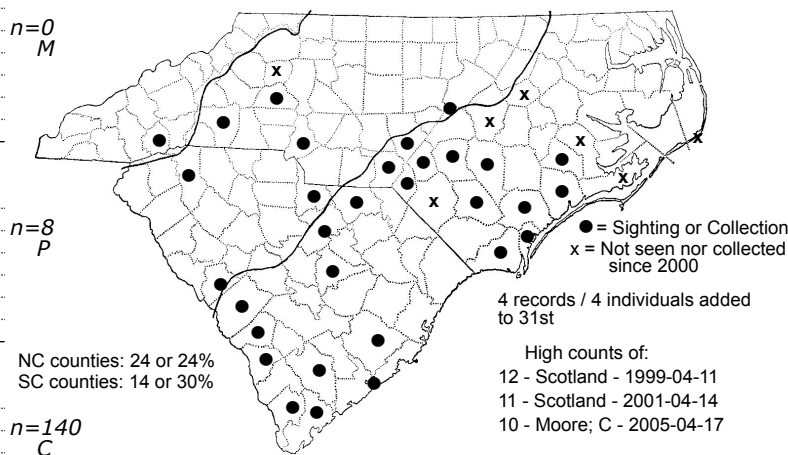 n=0
M
n=8
P
n=140
C
● = Sighting or Collection
x = Not seen nor collected
since 2000
4 records / 4 individuals added
to 31st
NC counties: 24 or 24%
SC counties: 14 or 30%
High counts of:
12 - Scotland - 1999-04-11
11 - Scotland - 2001-04-14
10 - Moore; C - 2005-04-17